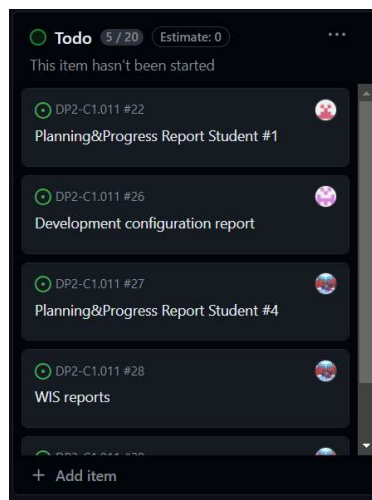 Todo 5 / 20 Estimate: 0
This item hasn't been started
DP2-C1.011 #22
Planning&Progress Report Student #1
DP2-C1.011 #26
Development configuration report
DP2-C1.011 #27
Planning&Progress Report Student #4
DP2-C1.011 #28
WIS reports
+ Add item